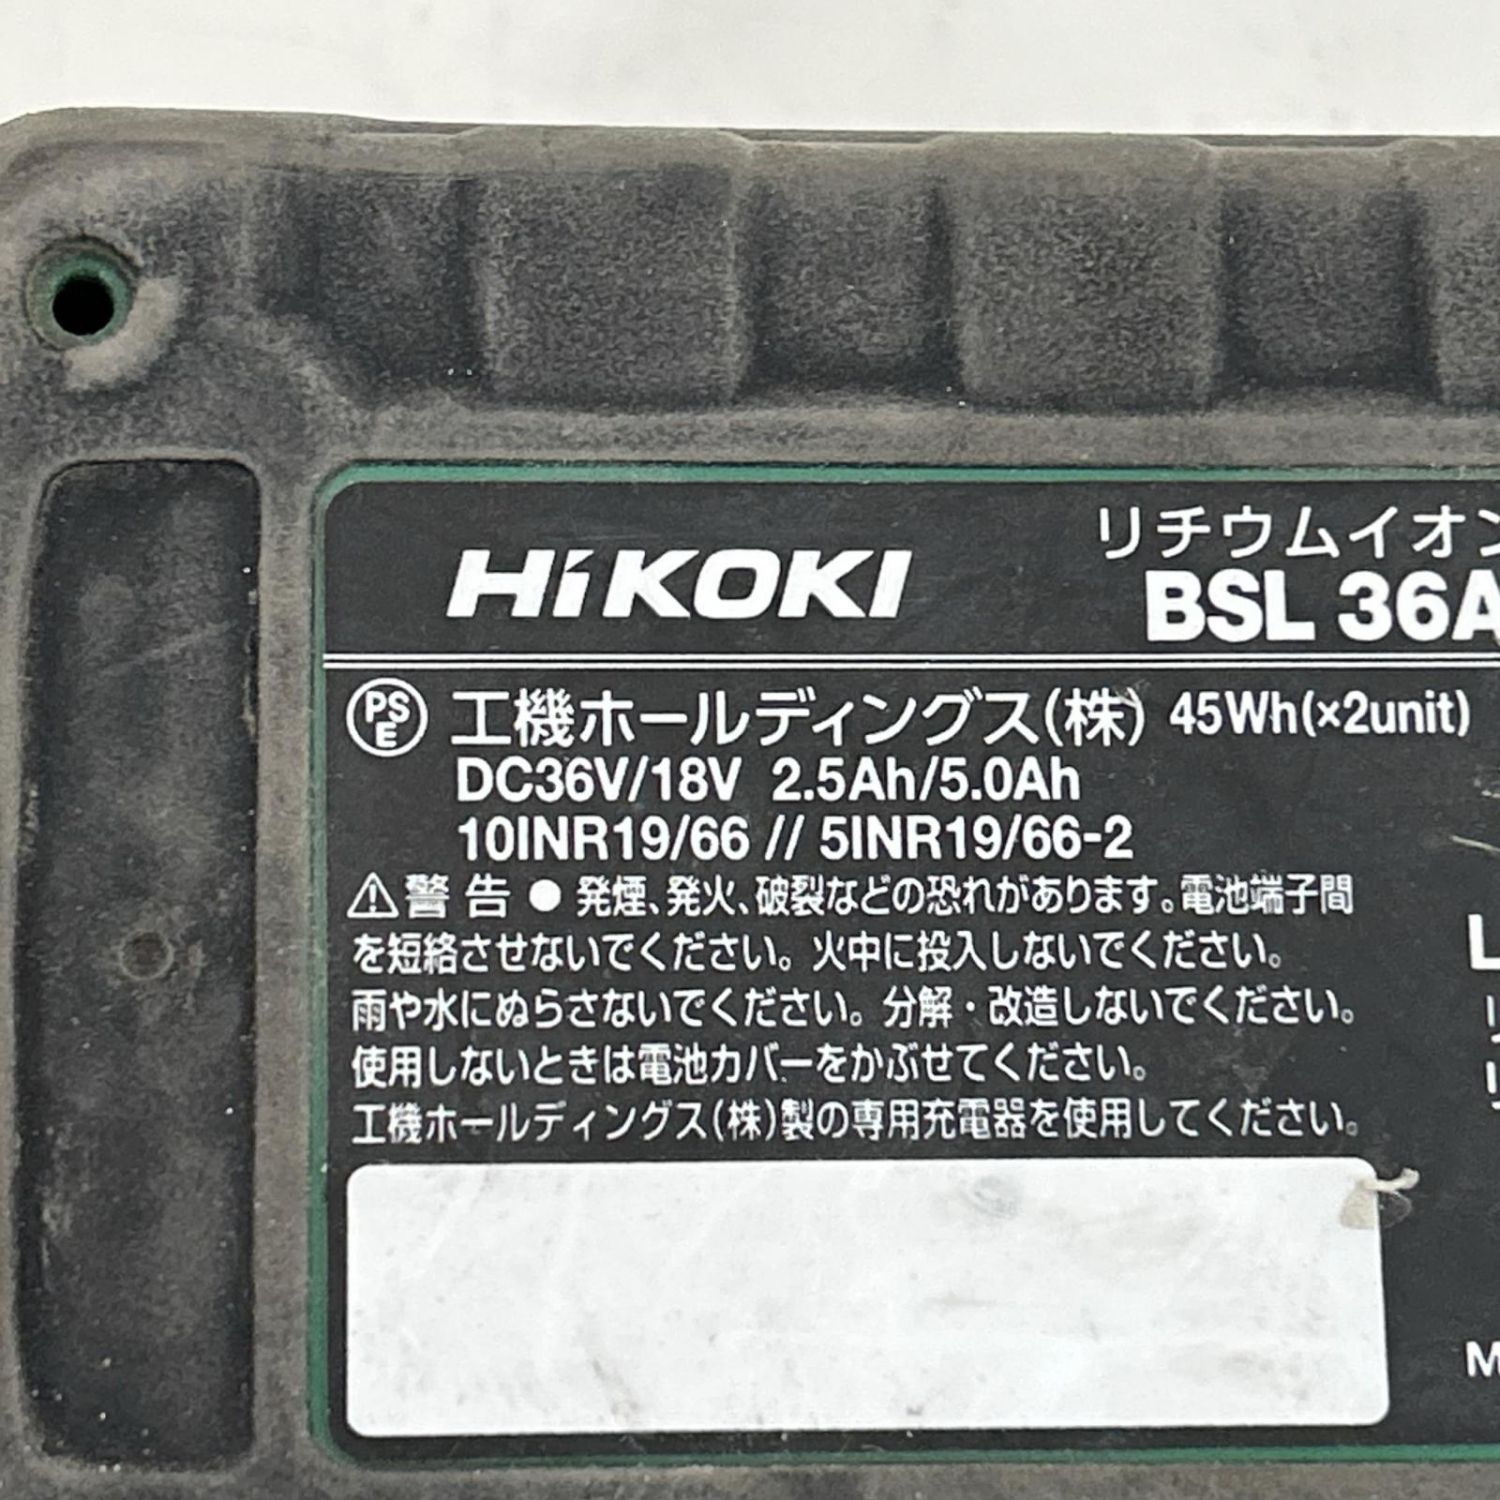 HiKOKI
リチウムイオン
BSL 36A
PSE 工機ホールディングス(株) 45Wh(×2unit)
DC36V/18V 2.5Ah/5.0Ah
10INR19/66 // 5INR19/66-2
⚠警告 ● 発煙、発火、破裂などの恐れがあります。電池端子間
を短絡させないでください。火中に投入しないでください。
雨や水にぬらさないでください。分解・改造しないでください。
使用しないときは電池カバーをかぶせてください。
工機ホールディングス(株)製の専用充電器を使用してください。
L
リ
リ
M